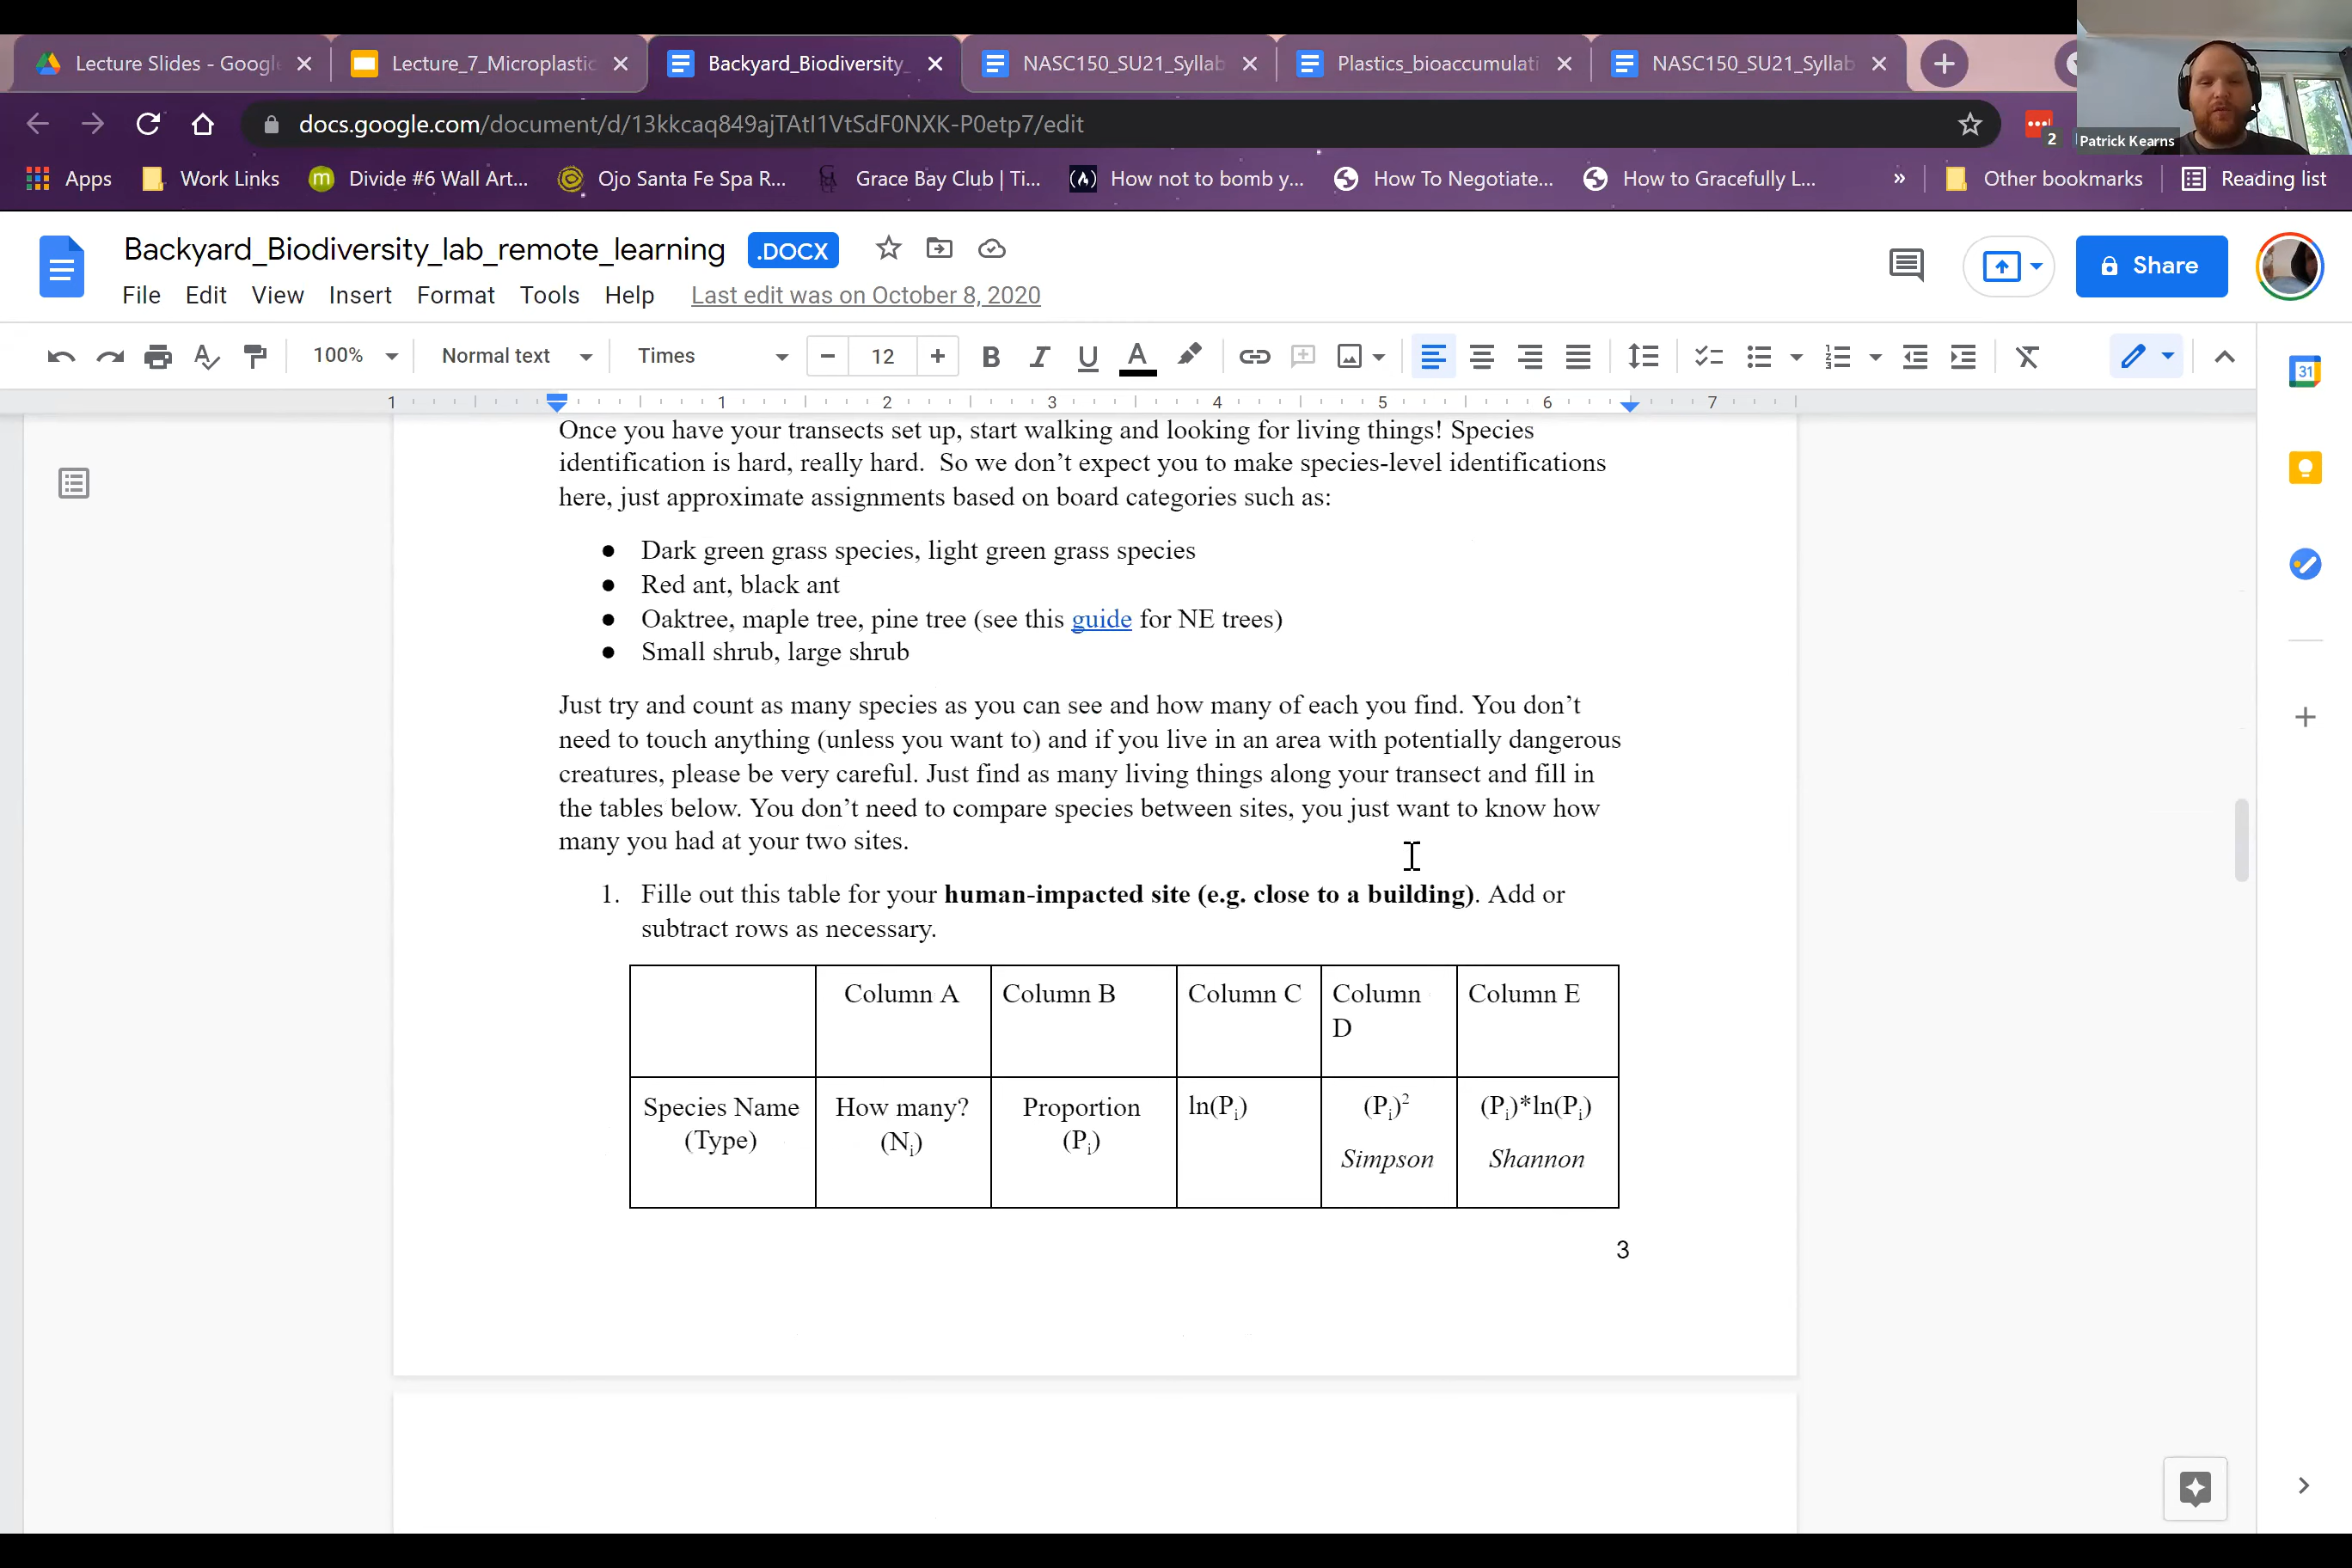 Lecture Slides - Googl
Lecture_7_Microplastic
Backyard_Biodiversity_
NASC150_SU21_Syllab
Plastics_bioaccumulati
NASC150_SU21_Syllab
docs.google.com/document/d/13kkcaq849ajTAtI1VtSdF0NXK-P0etp7/edit
2
Patrick Kearns
Apps
Work Links
Divide #6 Wall Art...
Ojo Santa Fe Spa R...
Grace Bay Club | Ti...
How not to bomb y...
How To Negotiate...
How to Gracefully L...
»
Other bookmarks
Reading list
Backyard_Biodiversity_lab_remote_learning
.DOCX
Share
File Edit View Insert Format Tools Help Last edit was on October 8, 2020
100% Normal text Times 12 B I U A
31
1 1 2 3 4 5 6 7
Once you have your transects set up, start walking and looking for living things! Species
identification is hard, really hard.  So we don’t expect you to make species-level identifications
here, just approximate assignments based on board categories such as:
● Dark green grass species, light green grass species
● Red ant, black ant
● Oaktree, maple tree, pine tree (see this guide for NE trees)
● Small shrub, large shrub
Just try and count as many species as you can see and how many of each you find. You don’t
need to touch anything (unless you want to) and if you live in an area with potentially dangerous
creatures, please be very careful. Just find as many living things along your transect and fill in
the tables below. You don’t need to compare species between sites, you just want to know how
many you had at your two sites.
1. Fille out this table for your human-impacted site (e.g. close to a building). Add or
subtract rows as necessary.
Column A
Column B
Column C
Column
D
Column E
Species Name
(Type)
How many?
(Ni)
Proportion
(Pi)
ln(Pi)
(Pi)²
Simpson
(Pi)*ln(Pi)
Shannon
3